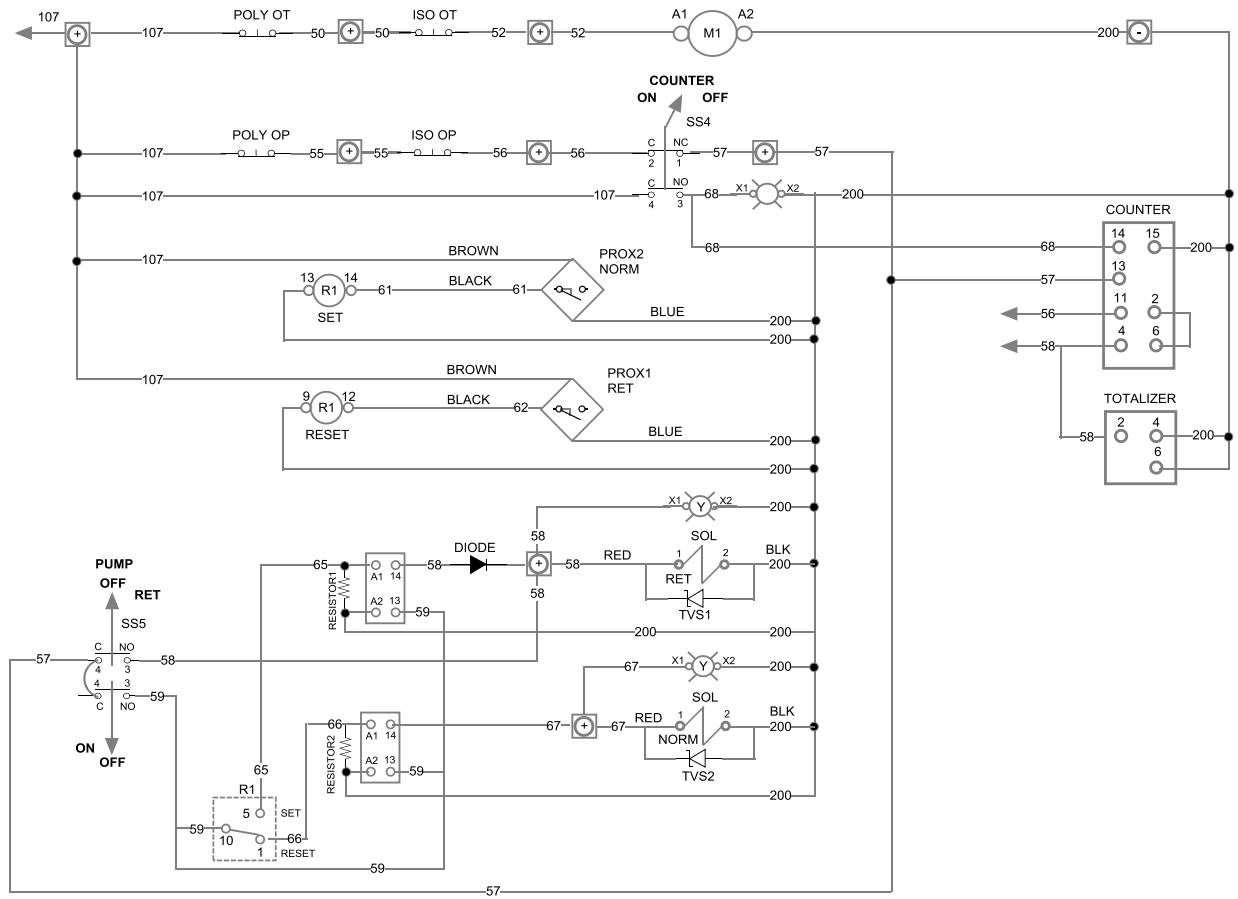 107 107 POLY OT 50 + 50 ISO OT 52 + 52 A1 M1 A2 200 -
+
COUNTER
ON OFF
SS4
107 POLY OP 55 + 55 ISO OP 56 + 56 C NC 57 + 57
2 1
107 107 C NO 68 X1 X2 200
4 3
COUNTER
68 68 14 15 200
13
57
56 11 2
58 4 6
107 BROWN PROX2
NORM
13 R1 14 61 BLACK 61
SET
BLUE 200
200
107 BROWN PROX1
RET
9 R1 12 BLACK 62
RESET
BLUE 200
200
TOTALIZER
58 2 4 200
6
X1 Y X2 200
58
SOL
65 A1 14 58 DIODE + 58 RED 1 2 BLK 200
RET
RESISTOR1
A2 13 59 58
TVS1
200 200
PUMP
OFF RET
SS5
57 C NO 58
4 3
4 3
C NO 59
ON
OFF
67 X1 Y X2 200
SOL
66 A1 14 67 + 67 RED 1 2 BLK 200
NORM
RESISTOR2
A2 13 59
TVS2
200
65
R1
5 SET
59 10 66
1 RESET
59
57